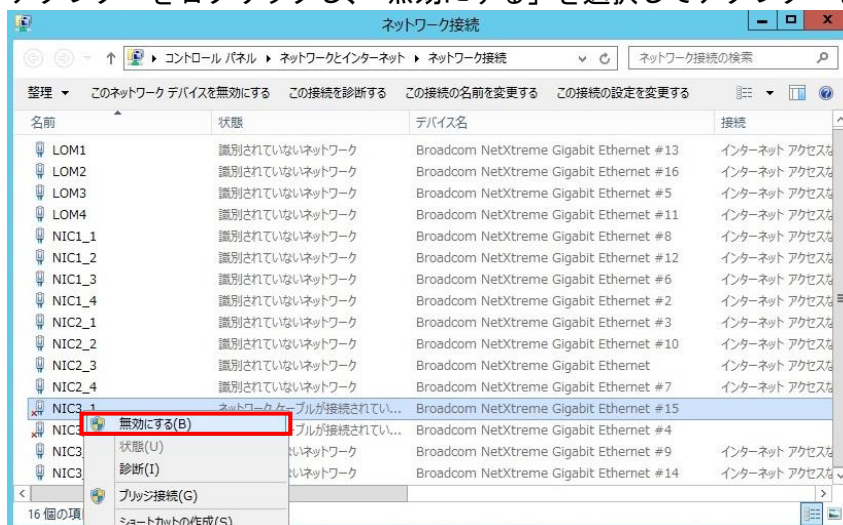 ネットワーク接続
コントロール パネル ▸ ネットワークとインターネット ▸ ネットワーク接続 ネットワーク接続の検索
整理 ▼ このネットワーク デバイスを無効にする この接続を診断する この接続の名前を変更する この接続の設定を変更する
名前 状態 デバイス名 接続
LOM1 識別されていないネットワーク Broadcom NetXtreme Gigabit Ethernet #13 インターネット アクセスな
LOM2 識別されていないネットワーク Broadcom NetXtreme Gigabit Ethernet #16 インターネット アクセスな
LOM3 識別されていないネットワーク Broadcom NetXtreme Gigabit Ethernet #5 インターネット アクセスな
LOM4 識別されていないネットワーク Broadcom NetXtreme Gigabit Ethernet #11 インターネット アクセスな
NIC1_1 識別されていないネットワーク Broadcom NetXtreme Gigabit Ethernet #8 インターネット アクセスな
NIC1_2 識別されていないネットワーク Broadcom NetXtreme Gigabit Ethernet #12 インターネット アクセスな
NIC1_3 識別されていないネットワーク Broadcom NetXtreme Gigabit Ethernet #6 インターネット アクセスな
NIC1_4 識別されていないネットワーク Broadcom NetXtreme Gigabit Ethernet #2 インターネット アクセスな
NIC2_1 識別されていないネットワーク Broadcom NetXtreme Gigabit Ethernet #3 インターネット アクセスな
NIC2_2 識別されていないネットワーク Broadcom NetXtreme Gigabit Ethernet #10 インターネット アクセスな
NIC2_3 識別されていないネットワーク Broadcom NetXtreme Gigabit Ethernet インターネット アクセスな
NIC2_4 識別されていないネットワーク Broadcom NetXtreme Gigabit Ethernet #7 インターネット アクセスな
NIC3_1 ネットワーク ケーブルが接続されてい... Broadcom NetXtreme Gigabit Ethernet #15
NIC3 ーブルが接続されてい... Broadcom NetXtreme Gigabit Ethernet #4
無効にする(B)
NIC3 いネットワーク Broadcom NetXtreme Gigabit Ethernet #9 インターネット アクセスな
状態(U)
NIC3 いネットワーク Broadcom NetXtreme Gigabit Ethernet #14 インターネット アクセスな
診断(I)
ブリッジ接続(G)
16 個の項
ショートカットの作成(S)